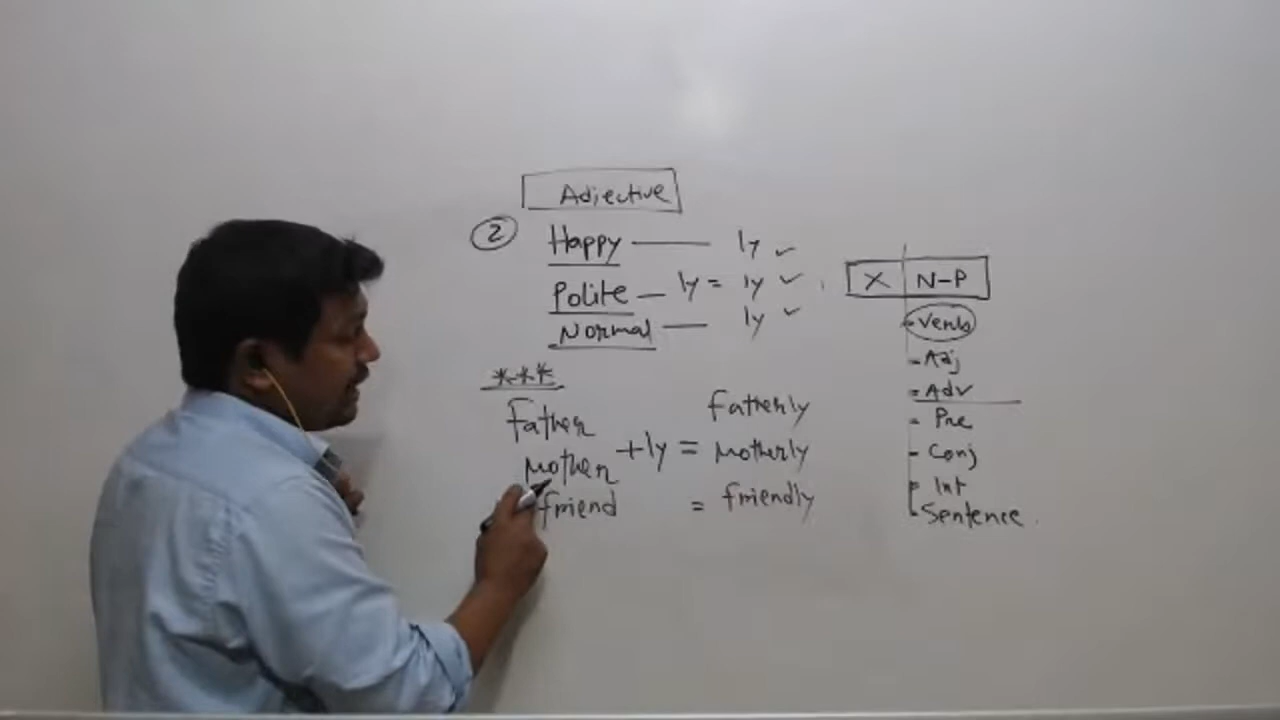 Adjective
2
Happy — ly ✓
Polite — ly = ly ✓
Normal — ly ✓
***
Father Fatherly
Mother + ly = Motherly
friend = friendly
X N-P
- Verb
- Adj
- Adv
- Pre
- Conj
- Int
- Sentence.